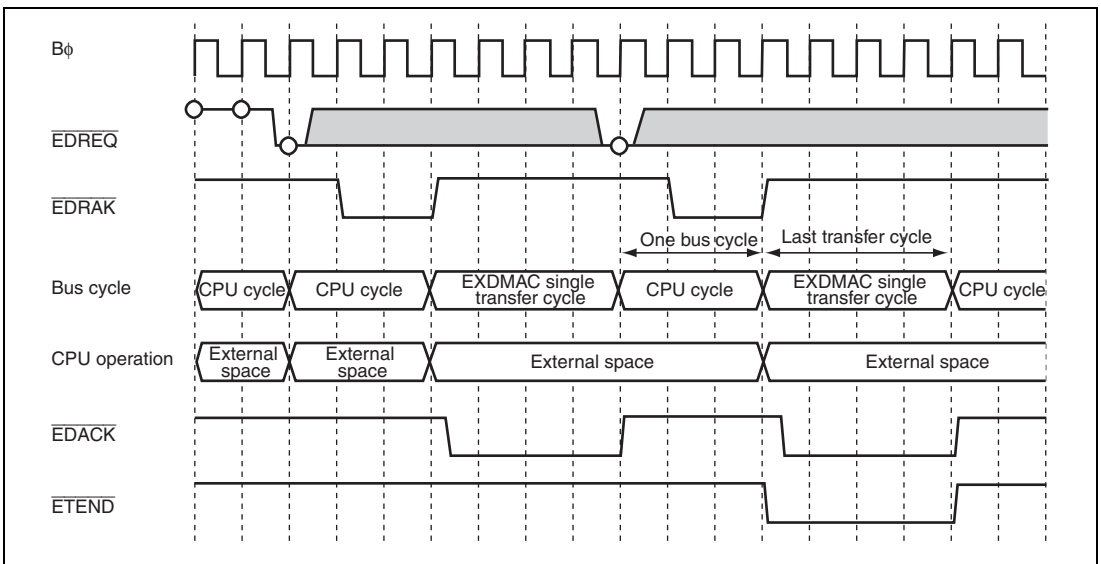 Bφ
EDREQ
EDRAK
One bus cycle
Last transfer cycle
Bus cycle
CPU cycle
CPU cycle
EXDMAC single
transfer cycle
CPU cycle
EXDMAC single
transfer cycle
CPU cycle
CPU operation
External
space
External
space
External space
External space
EDACK
ETEND